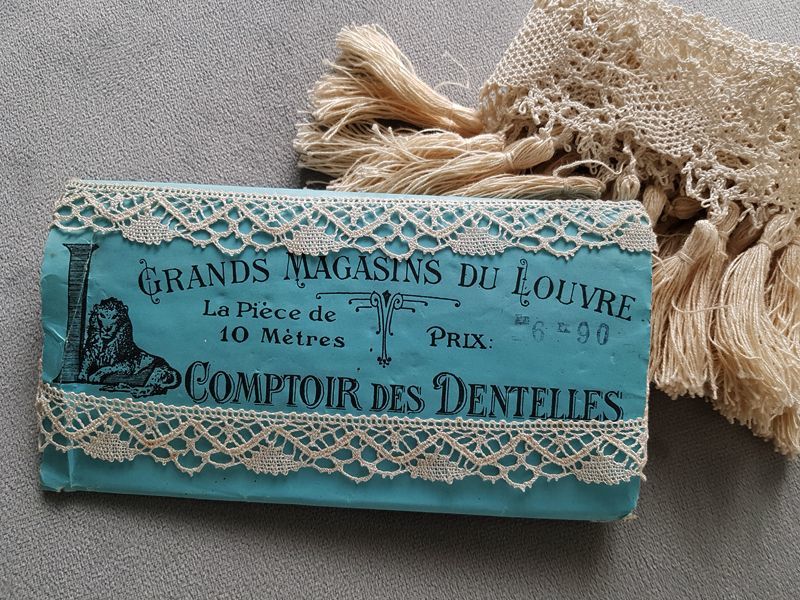 GRANDS MAGASINS DU LOUVRE
La Pièce de
10 Mètres
PRIX: 6 90
COMPTOIR DES DENTELLES